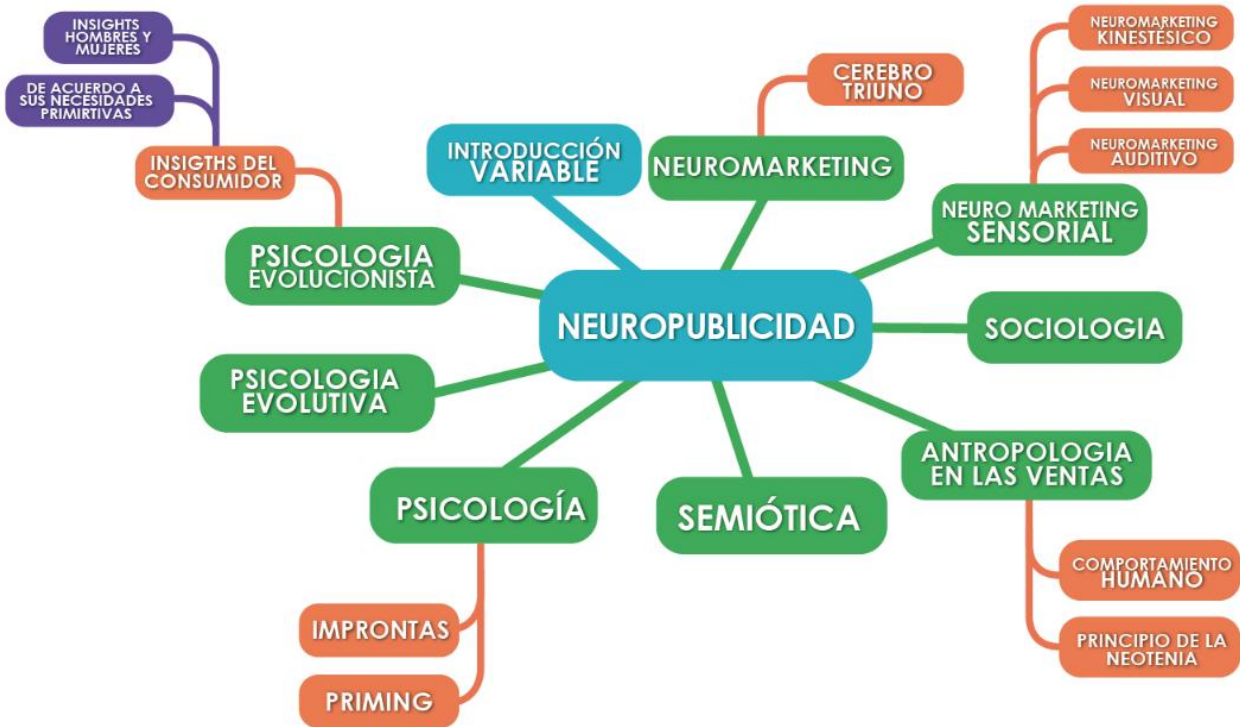 INSIGHTS
HOMBRES Y
MUJERES
DE ACUERDO A
SUS NECESIDADES
PRIMIRTIVAS
INSIGTHS DEL
CONSUMIDOR
PSICOLOGIA
EVOLUCIONISTA
INTRODUCCIÓN
VARIABLE
CEREBRO
TRIUNO
NEUROMARKETING
NEUROMARKETING
KINESTÉSICO
NEUROMARKETING
VISUAL
NEUROMARKETING
AUDITIVO
NEURO MARKETING
SENSORIAL
NEUROPUBLICIDAD
SOCIOLOGIA
PSICOLOGIA
EVOLUTIVA
ANTROPOLOGIA
EN LAS VENTAS
PSICOLOGÍA
SEMIÓTICA
COMPORTAMIENTO
HUMANO
PRINCIPIO DE LA
NEOTENIA
IMPRONTAS
PRIMING